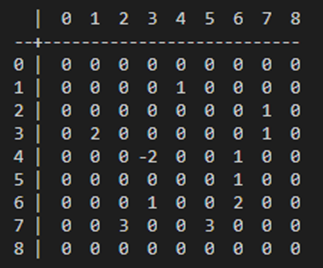 | 0 1 2 3 4 5 6 7 8
--+---------------------------
0 | 0 0 0 0 0 0 0 0 0
1 | 0 0 0 0 1 0 0 0 0
2 | 0 0 0 0 0 0 0 1 0
3 | 0 2 0 0 0 0 0 1 0
4 | 0 0 0 -2 0 0 1 0 0
5 | 0 0 0 0 0 0 1 0 0
6 | 0 0 0 1 0 0 2 0 0
7 | 0 0 3 0 0 3 0 0 0
8 | 0 0 0 0 0 0 0 0 0